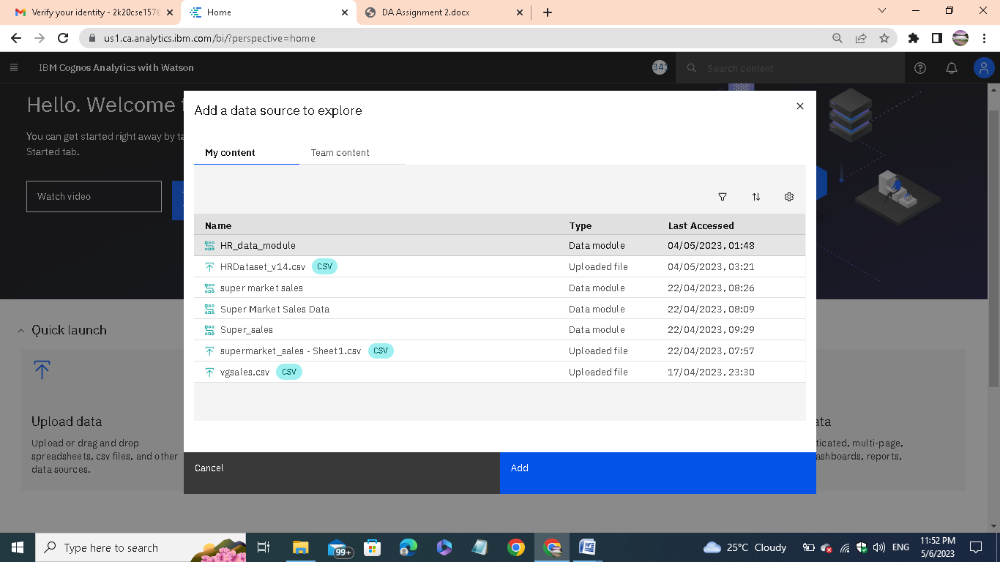 Verify your identity - 2k20cse157@
Home
DA Assignment 2.docx
us1.ca.analytics.ibm.com/bi/?perspective=home
IBM Cognos Analytics with Watson
Search content
Hello. Welcome
You can get started right away by ta
Started tab.
Watch video
Add a data source to explore
My content
Team content
Name Type Last Accessed
HR_data_module Data module 04/05/2023, 01:48
HRDataset_v14.csv CSV Uploaded file 04/05/2023, 03:21
super market sales Data module 22/04/2023, 08:26
Super Market Sales Data Data module 22/04/2023, 08:09
Super_sales Data module 22/04/2023, 09:29
supermarket_sales - Sheet1.csv CSV Uploaded file 22/04/2023, 07:57
vgsales.csv CSV Uploaded file 17/04/2023, 23:30
Cancel
Add
Quick launch
Upload data
Upload or drag and drop
spreadsheets, csv files, and other
data sources.
ata
ticated, multi-page,
ashboards, reports,
Type here to search
99+
25°C Cloudy
ENG
11:52 PM
5/6/2023